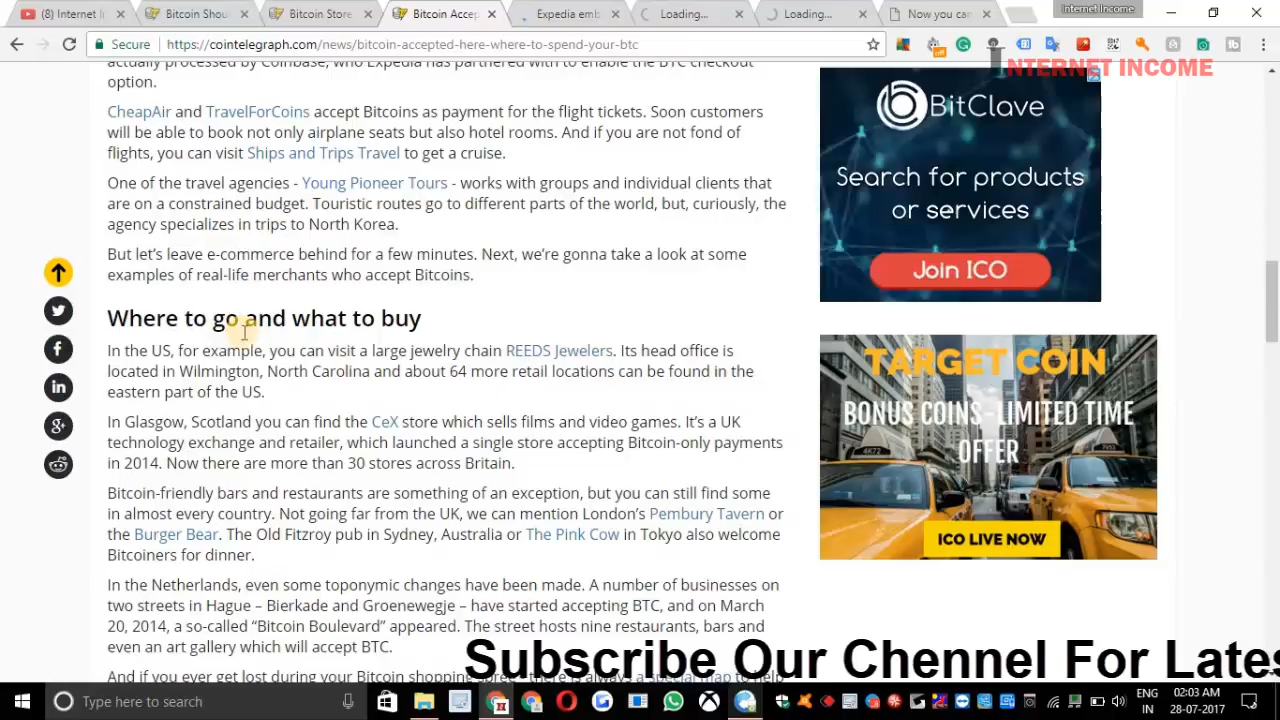 (8) Internet In
Bitcoin Shou
Bitcoin Store
Bitcoin Acce
Expedia emb
Loading...
Loading...
Now you can
Internet Income
Secure
https://cointelegraph.com/news/bitcoin-accepted-here-where-to-spend-your-btc
NTERNET INCOME
actually processed by Coinbase, who Expedia has partnered with to enable the BTC checkout
option.
CheapAir and TravelForCoins accept Bitcoins as payment for the flight tickets. Soon customers
will be able to book not only airplane seats but also hotel rooms. And if you are not fond of
flights, you can visit Ships and Trips Travel to get a cruise.
One of the travel agencies - Young Pioneer Tours - works with groups and individual clients that
are on a constrained budget. Touristic routes go to different parts of the world, but, curiously, the
agency specializes in trips to North Korea.
But let's leave e-commerce behind for a few minutes. Next, we're gonna take a look at some
examples of real-life merchants who accept Bitcoins.
Where to go and what to buy
In the US, for example, you can visit a large jewelry chain REEDS Jewelers. Its head office is
located in Wilmington, North Carolina and about 64 more retail locations can be found in the
eastern part of the US.
In Glasgow, Scotland you can find the CeX store which sells films and video games. It's a UK
technology exchange and retailer, which launched a single store accepting Bitcoin-only payments
in 2014. Now there are more than 30 stores across Britain.
Bitcoin-friendly bars and restaurants are something of an exception, but you can still find some
in almost every country. Not going far from the UK, we can mention London's Pembury Tavern or
the Burger Bear. The Old Fitzroy pub in Sydney, Australia or The Pink Cow in Tokyo also welcome
Bitcoiners for dinner.
In the Netherlands, even some toponymic changes have been made. A number of businesses on
two streets in Hague – Bierkade and Groenewegje – have started accepting BTC, and on March
20, 2014, a so-called “Bitcoin Boulevard” appeared. The street hosts nine restaurants, bars and
even an art gallery which will accept BTC.
And if you ever get lost during your Bitcoin shopping spree - there is always a special map to help
BitClave
Search for products
or services
Join ICO
TARGET COIN
BONUS COINS-LIMITED TIME
OFFER
ICO LIVE NOW
Subscribe Our Chennel For Lates
Type here to search
ENG
IN
02:03 AM
28-07-2017